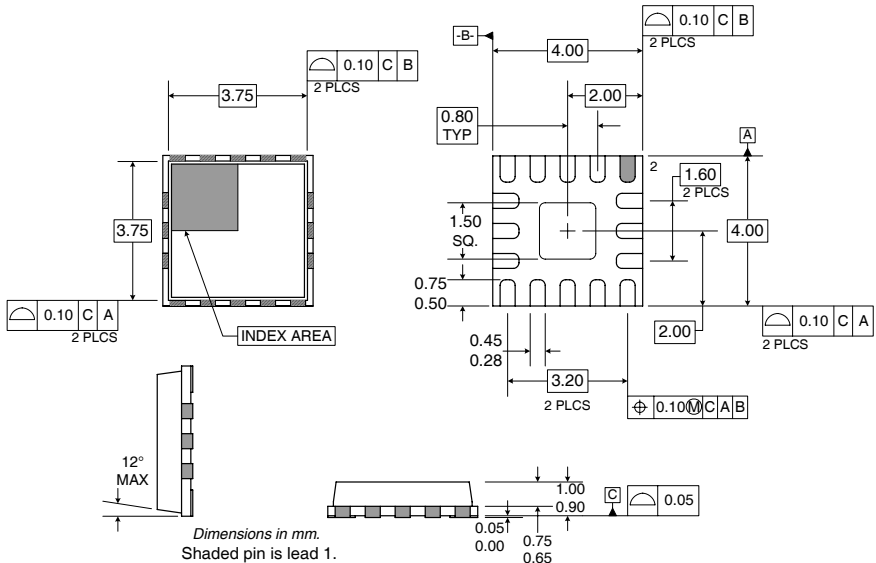 -B-
4.00
⌓ 0.10 C B
2 PLCS
⌓ 0.10 C B
2 PLCS
3.75
2.00
0.80
TYP
A
2
1.60
2 PLCS
3.75
1.50
SQ.
4.00
0.75
0.50
⌓ 0.10 C A
2 PLCS
INDEX AREA
2.00
⌓ 0.10 C A
2 PLCS
0.45
0.28
3.20
2 PLCS
⌖ 0.10 Ⓜ C A B
12°
MAX
1.00
0.90
C
⌓ 0.05
0.05
0.00
0.75
0.65
Dimensions in mm.
Shaded pin is lead 1.